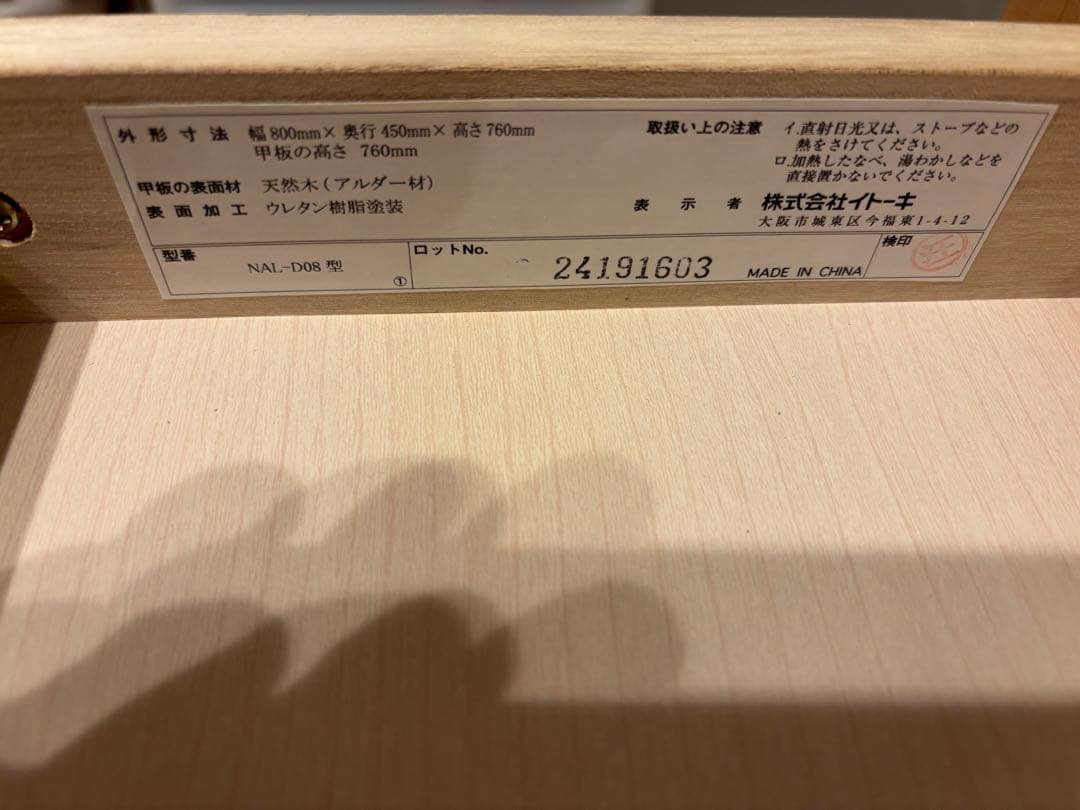 外形寸法 幅800mm×奥行450mm×高さ760mm
甲板の高さ 760mm
甲板の表面材 天然木(アルダー材)
表面加工 ウレタン樹脂塗装
取扱い上の注意 イ.直射日光又は、ストーブなどの
熱をさけてください。
ロ.加熱したなべ、湯わかしなどを
直接置かないでください。
表示者 株式会社イトーキ
大阪市城東区今福東1-4-12
型番 NAL-D08型 ①
ロットNo. 24191603 MADE IN CHINA
検印